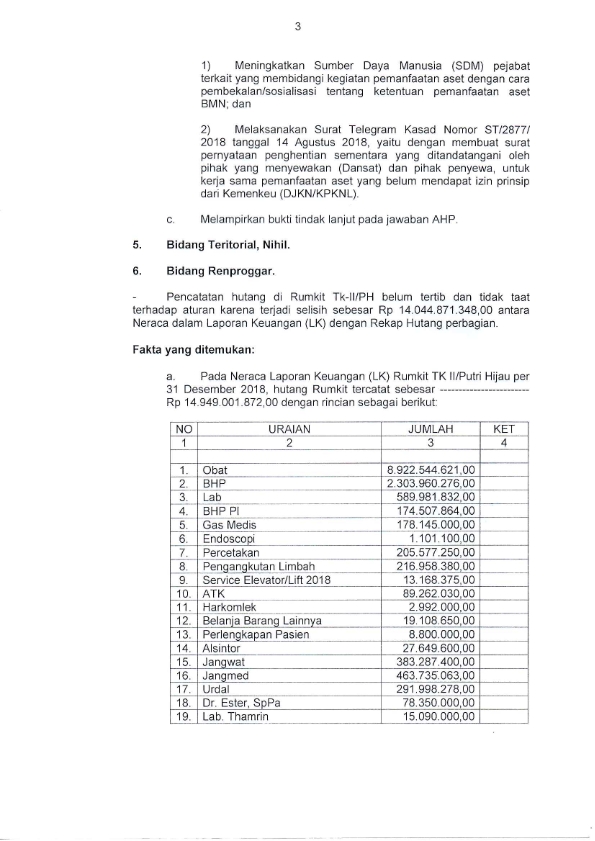 3
1) Meningkatkan Sumber Daya Manusia (SDM) pejabat
terkait yang membidangi kegiatan pemanfaatan aset dengan cara
pembekalan/sosialisasi tentang ketentuan pemanfaatan aset
BMN; dan
2) Melaksanakan Surat Telegram Kasad Nomor ST/2877/
2018 tanggal 14 Agustus 2018, yaitu dengan membuat surat
pernyataan penghentian sementara yang ditandatangani oleh
pihak yang menyewakan (Dansat) dan pihak penyewa, untuk
kerja sama pemanfaatan aset yang belum mendapat izin prinsip
dari Kemenkeu (DJKN/KPKNL).
c. Melampirkan bukti tindak lanjut pada jawaban AHP.
5. Bidang Teritorial, Nihil.
6. Bidang Renproggar.
- Pencatatan hutang di Rumkit Tk-II/PH belum tertib dan tidak taat
terhadap aturan karena terjadi selisih sebesar Rp 14.044.871.348,00 antara
Neraca dalam Laporan Keuangan (LK) dengan Rekap Hutang perbagian.
Fakta yang ditemukan:
a. Pada Neraca Laporan Keuangan (LK) Rumkit TK II/Putri Hijau per
31 Desember 2018, hutang Rumkit tercatat sebesar ------------------------
Rp 14.949.001.872,00 dengan rincian sebagai berikut:
NO URAIAN JUMLAH KET
1 2 3 4
1. Obat 8.922.544.621,00
2. BHP 2.303.960.276,00
3. Lab 589.981.832,00
4. BHP PI 174.507.864,00
5. Gas Medis 178.145.000,00
6. Endoscopi 1.101.100,00
7. Percetakan 205.577.250,00
8. Pengangkutan Limbah 216.958.380,00
9. Service Elevator/Lift 2018 13.168.375,00
10. ATK 89.262.030,00
11. Harkomlek 2.992.000,00
12. Belanja Barang Lainnya 19.108.650,00
13. Perlengkapan Pasien 8.800.000,00
14. Alsintor 27.649.600,00
15. Jangwat 383.287.400,00
16. Jangmed 463.735.063,00
17. Urdal 291.998.278,00
18. Dr. Ester, SpPa 78.350.000,00
19. Lab. Thamrin 15.090.000,00